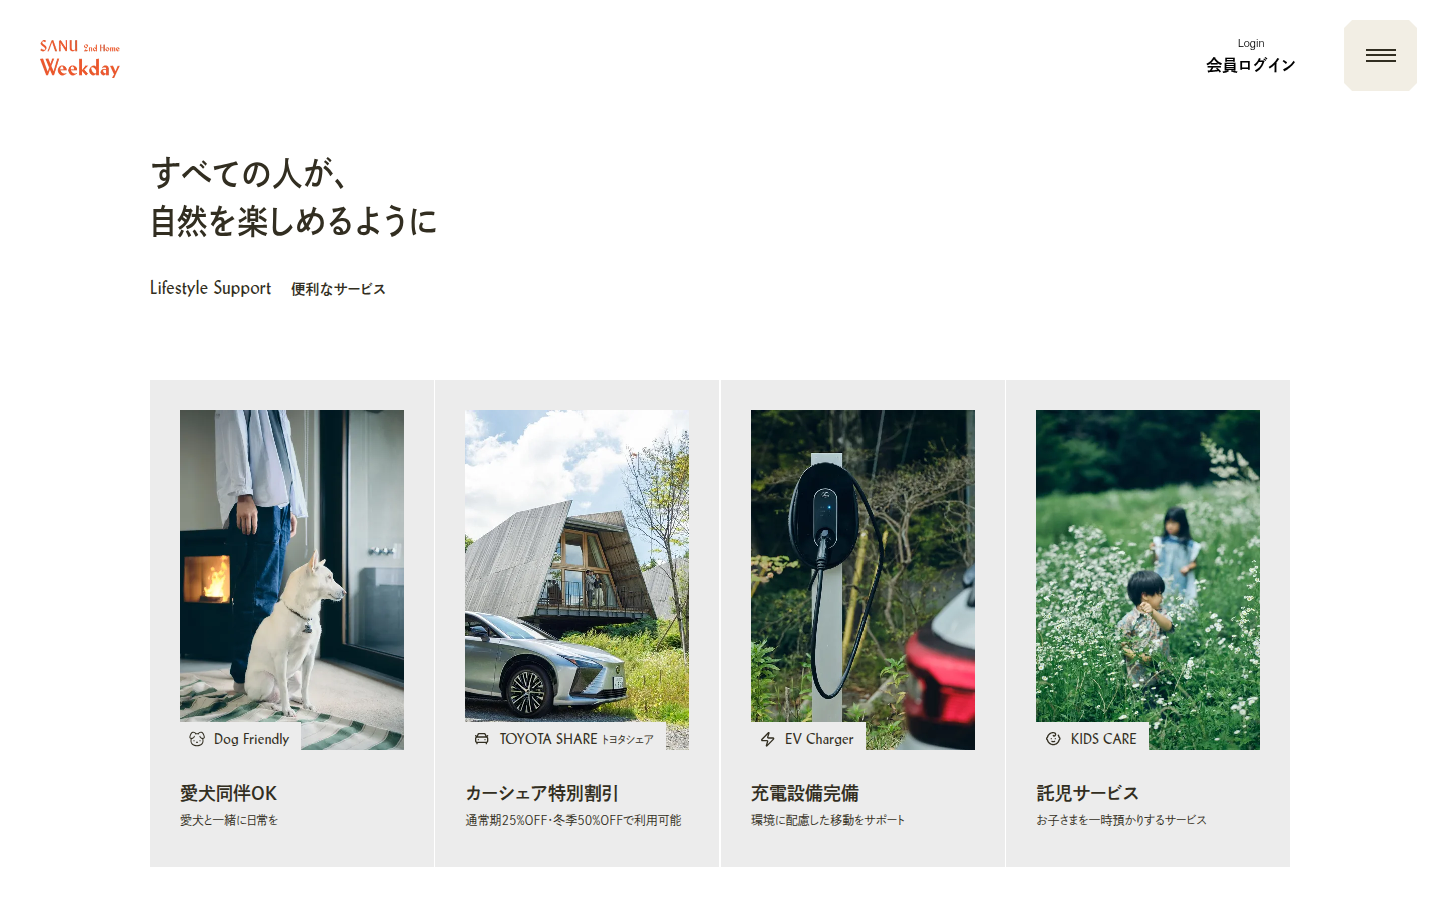 SANU 2nd Home
Weekday
Login
会員ログイン
すべての人が、
自然を楽しめるように
Lifestyle Support 便利なサービス
Dog Friendly
愛犬同伴OK
愛犬と一緒に日常を
TOYOTA SHARE トヨタシェア
カーシェア特別割引
通常期25%OFF・冬季50%OFFで利用可能
EV Charger
充電設備完備
環境に配慮した移動をサポート
KIDS CARE
託児サービス
お子さまを一時預かりするサービス